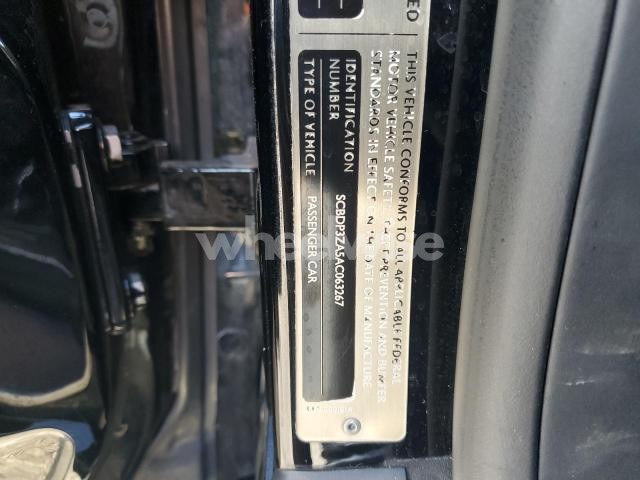 THIS VEHICLE CONFORMS TO ALL APPLICABLE FEDERAL
MOTOR VEHICLE SAFETY, THEFT PREVENTION AND BUMPER
STANDARDS IN EFFECT ON THE DATE OF MANUFACTURE
IDENTIFICATION
NUMBER
SCBDP3ZA5AC063267
TYPE OF VEHICLE
PASSENGER CAR